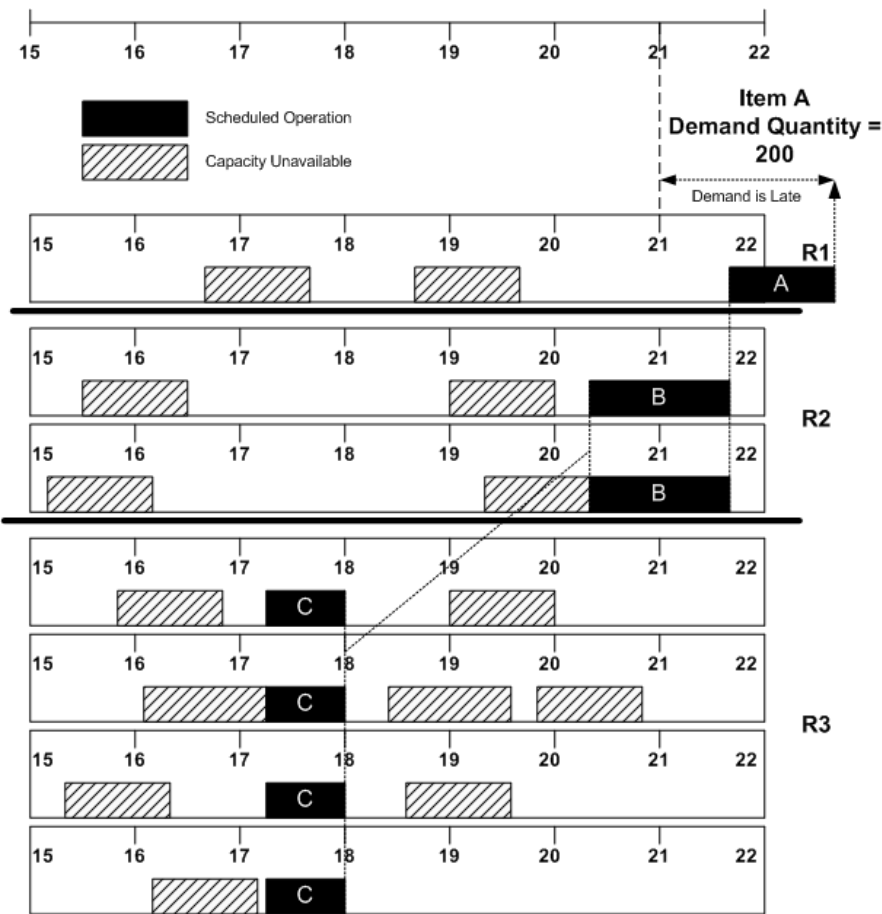 15 16 17 18 19 20 21 22
Scheduled Operation
Capacity Unavailable
Item A
Demand Quantity =
200
Demand is Late
15 16 17 18 19 20 21 22
R1
A
15 16 17 18 19 20 21 22
B
R2
15 16 17 18 19 20 21 22
B
15 16 17 18 19 20 21 22
C
15 16 17 18 19 20 21 22
C
R3
15 16 17 18 19 20 21 22
C
15 16 17 18 19 20 21 22
C